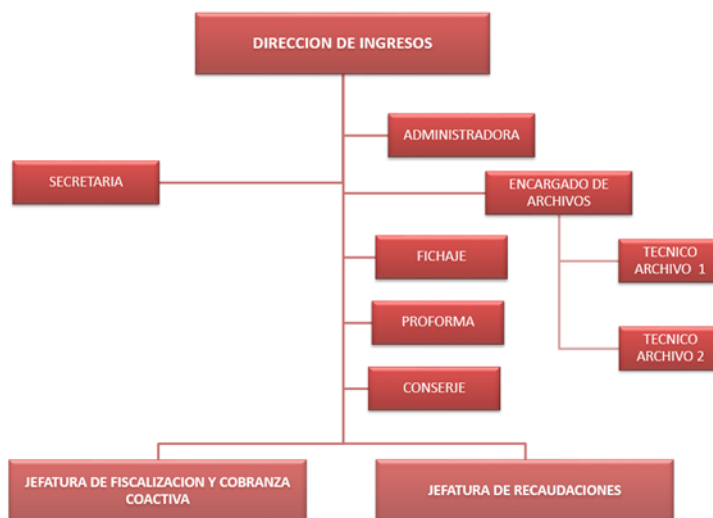 DIRECCION DE INGRESOS
ADMINISTRADORA
SECRETARIA
ENCARGADO DE
ARCHIVOS
FICHAJE
TECNICO
ARCHIVO 1
PROFORMA
TECNICO
ARCHIVO 2
CONSERJE
JEFATURA DE FISCALIZACION Y COBRANZA
COACTIVA
JEFATURA DE RECAUDACIONES